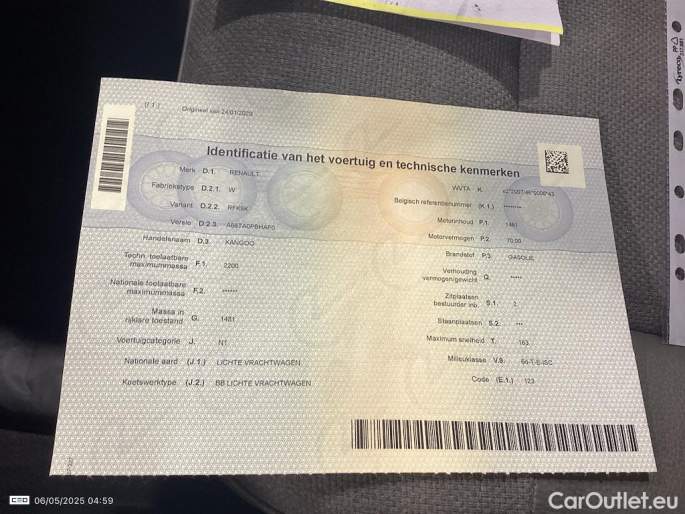 (J.1.)
Origineel van 24/01/2023
Identificatie van het voertuig en technische kenmerken
Merk D.1. RENAULT
Fabriekstype D.2.1. W
Variant D.2.2. RFKSK
Versie D.2.3.
Handelsnaam D.3. KANGOO
Techn. toelaatbare
maximummassa F.1. 2200
Nationale toelaatbare
maximummassa F.2. ******
Massa in
rijklare toestand G. 1481
Voertuigcategorie J. N1
Nationale aard (J.1.) LICHTE VRACHTWAGEN
Koetswerktype (J.2.) BB LICHTE VRACHTWAGEN
WVTA K.
Belgisch referentienummer (K.1.) ********
Motorinhoud P.1. 1461
Motorvermogen P.2. 70,00
Brandstof P.3. GASOLIE
Verhouding
vermogen/gewicht Q. *****
Zitplaatsen
bestuurder inb. S.1. 2
Staanplaatsen S.2. ***
Maximum snelheid T. 163
Milieuklasse V.9.
Code (E.1.) 123
06/05/2025 04:59
CarOutlet.eu